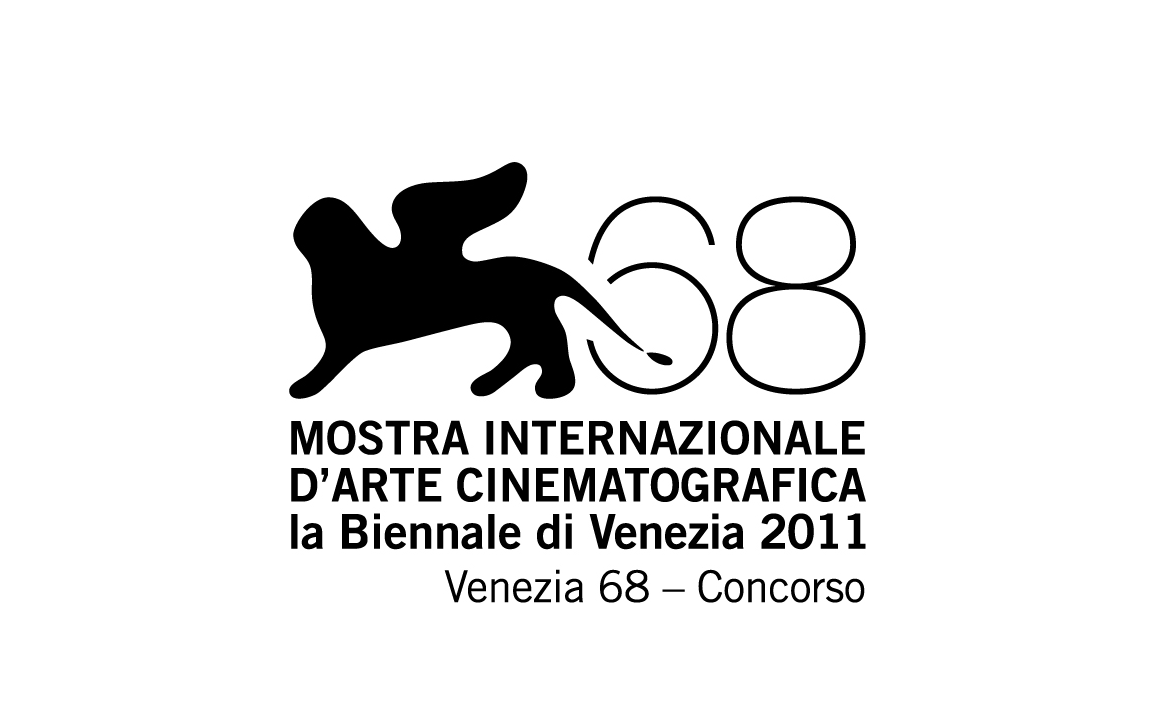 68
MOSTRA INTERNAZIONALE
D’ARTE CINEMATOGRAFICA
la Biennale di Venezia 2011
Venezia 68 – Concorso